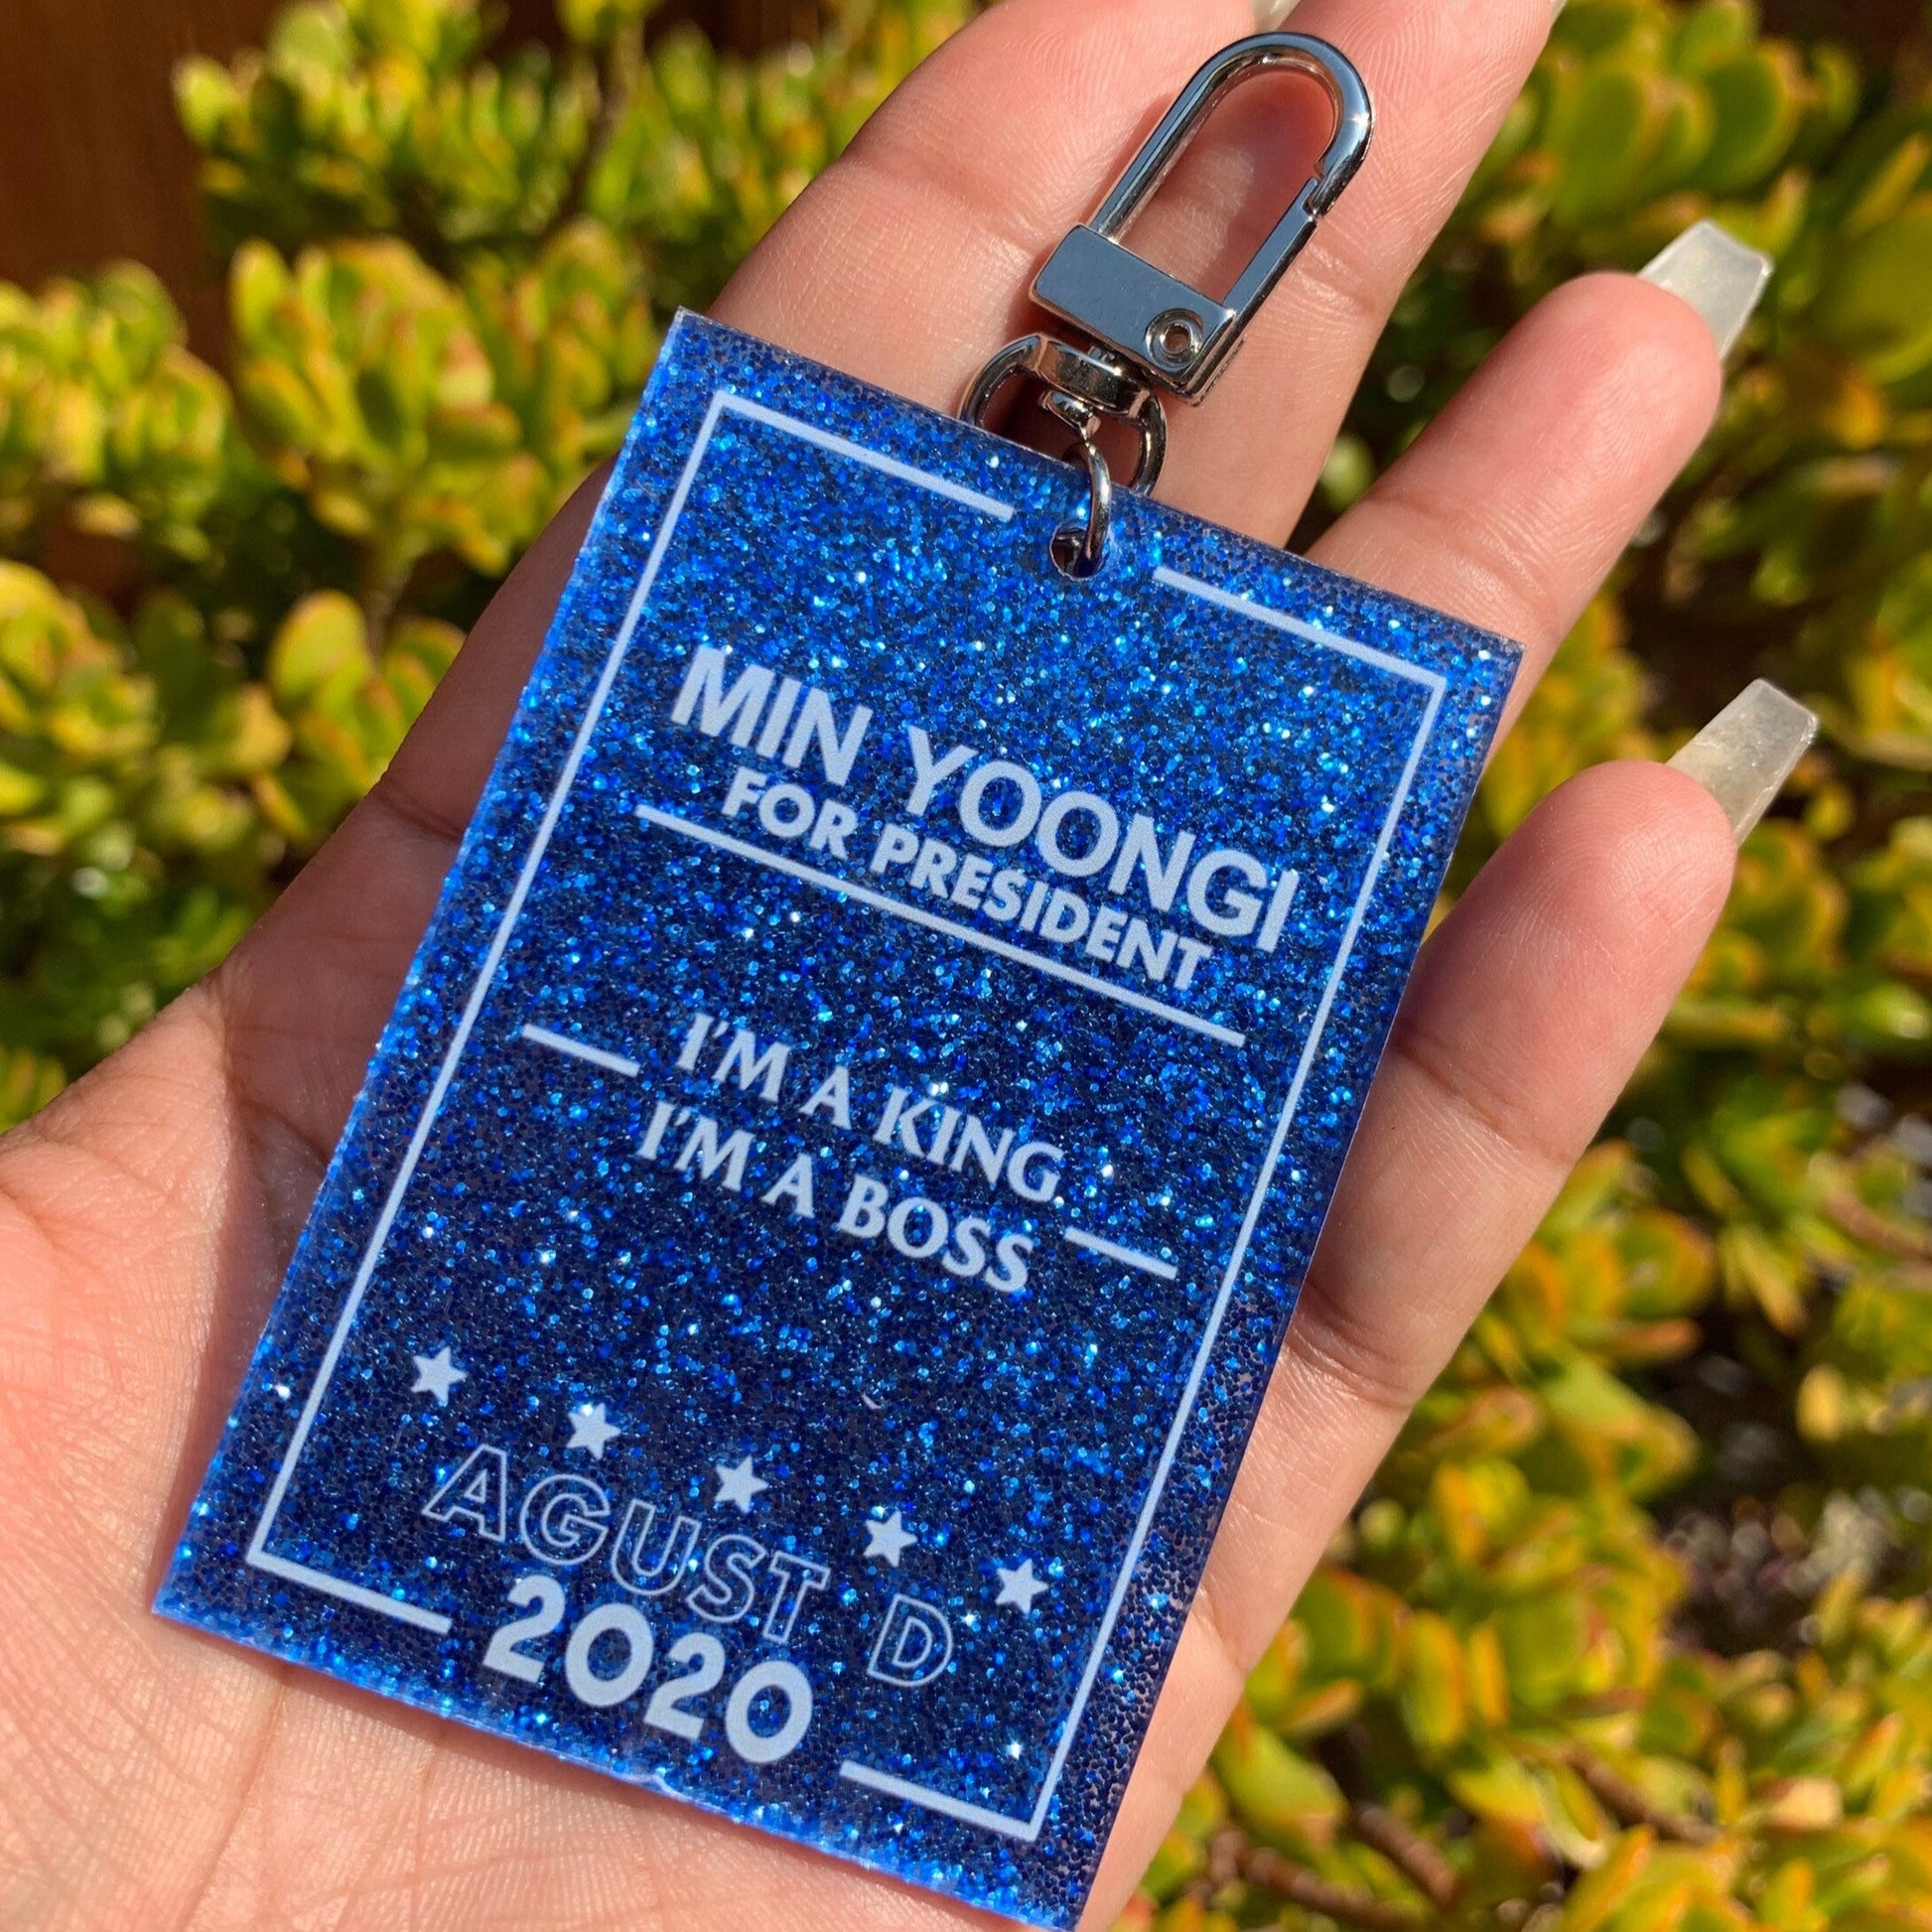 MIN YOONGI
FOR PRESIDENT
I'M A KING
I'M A BOSS
AGUST D
2020